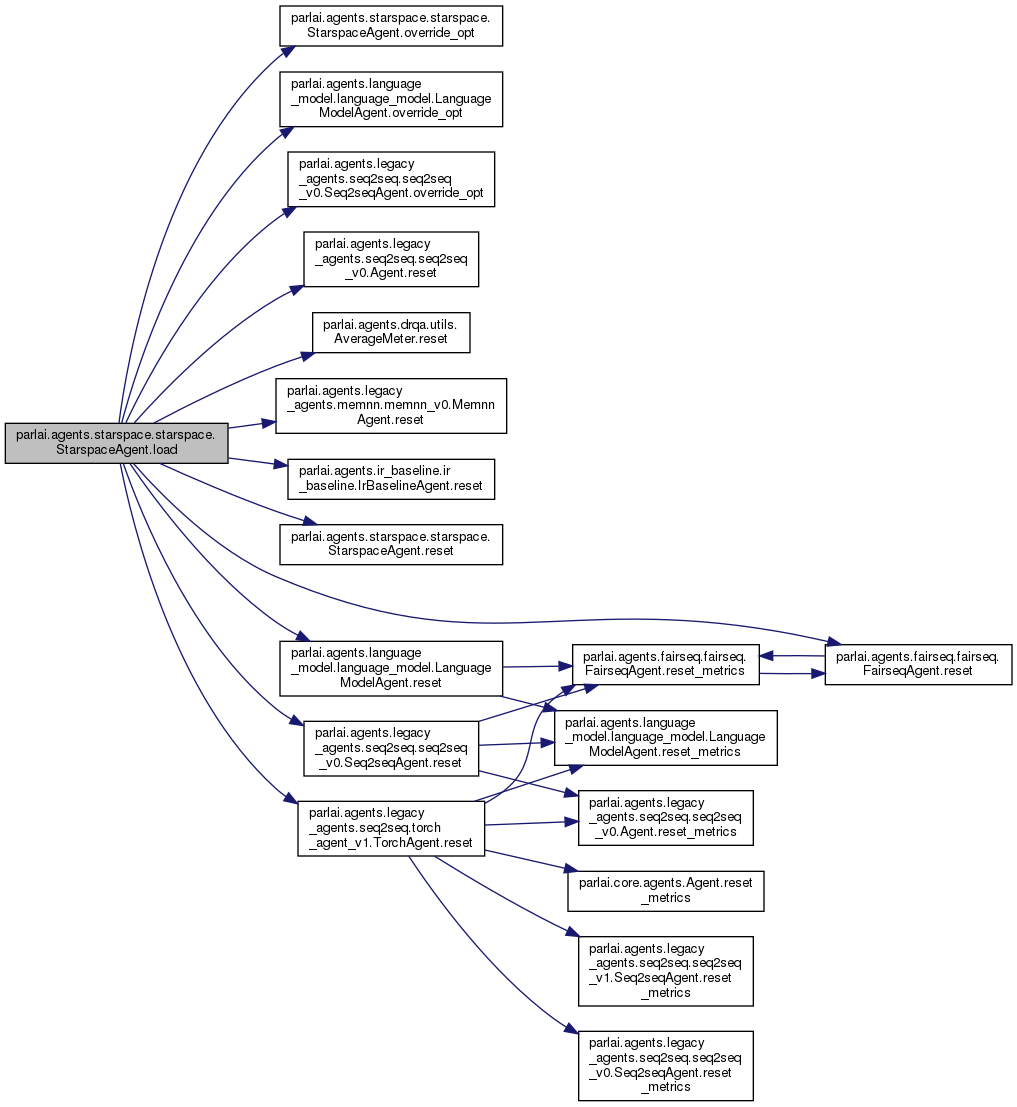 parlai.agents.starspace.starspace.
StarspaceAgent.override_opt
parlai.agents.language
_model.language_model.Language
ModelAgent.override_opt
parlai.agents.legacy
_agents.seq2seq.seq2seq
_v0.Seq2seqAgent.override_opt
parlai.agents.legacy
_agents.seq2seq.seq2seq
_v0.Agent.reset
parlai.agents.drqa.utils.
AverageMeter.reset
parlai.agents.legacy
_agents.memnn.memnn_v0.Memnn
Agent.reset
parlai.agents.starspace.starspace.
StarspaceAgent.load
parlai.agents.ir_baseline.ir
_baseline.IrBaselineAgent.reset
parlai.agents.starspace.starspace.
StarspaceAgent.reset
parlai.agents.language
_model.language_model.Language
ModelAgent.reset
parlai.agents.fairseq.fairseq.
FairseqAgent.reset_metrics
parlai.agents.fairseq.fairseq.
FairseqAgent.reset
parlai.agents.legacy
_agents.seq2seq.seq2seq
_v0.Seq2seqAgent.reset
parlai.agents.language
_model.language_model.Language
ModelAgent.reset_metrics
parlai.agents.legacy
_agents.seq2seq.torch
_agent_v1.TorchAgent.reset
parlai.agents.legacy
_agents.seq2seq.seq2seq
_v0.Agent.reset_metrics
parlai.core.agents.Agent.reset
_metrics
parlai.agents.legacy
_agents.seq2seq.seq2seq
_v1.Seq2seqAgent.reset
_metrics
parlai.agents.legacy
_agents.seq2seq.seq2seq
_v0.Seq2seqAgent.reset
_metrics